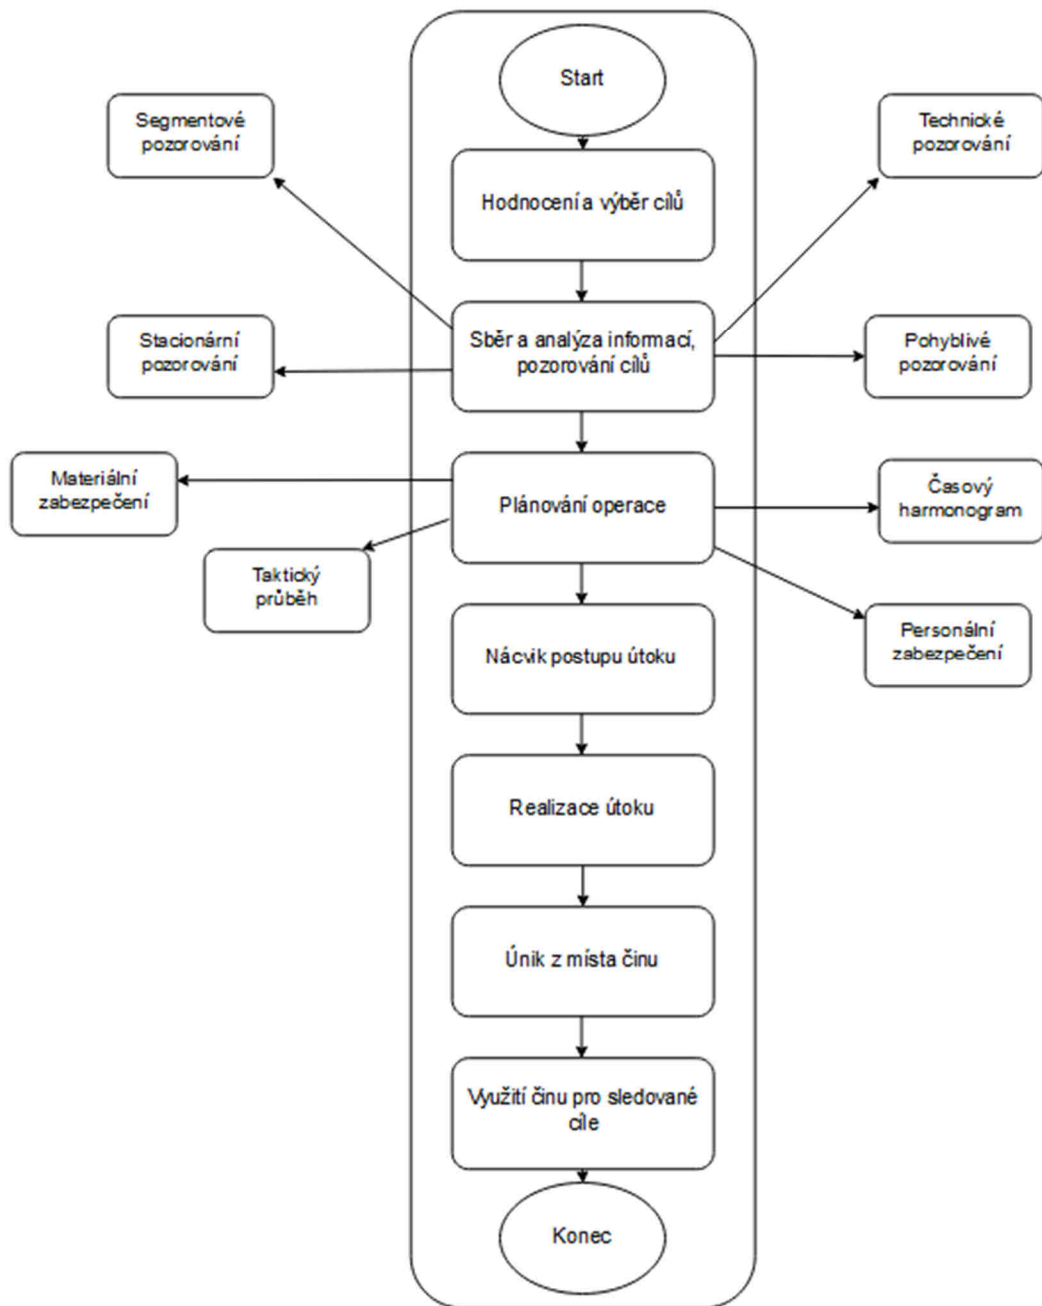 Start
Segmentové
pozorování
Technické
pozorování
Hodnocení a výběr cílů
Stacionární
pozorování
Sběr a analýza informací,
pozorování cílů
Pohyblivé
pozorování
Materiální
zabezpečení
Plánování operace
Časový
harmonogram
Taktický
průběh
Nácvik postupu útoku
Personální
zabezpečení
Realizace útoku
Únik z místa činu
Využití činu pro sledované
cíle
Konec